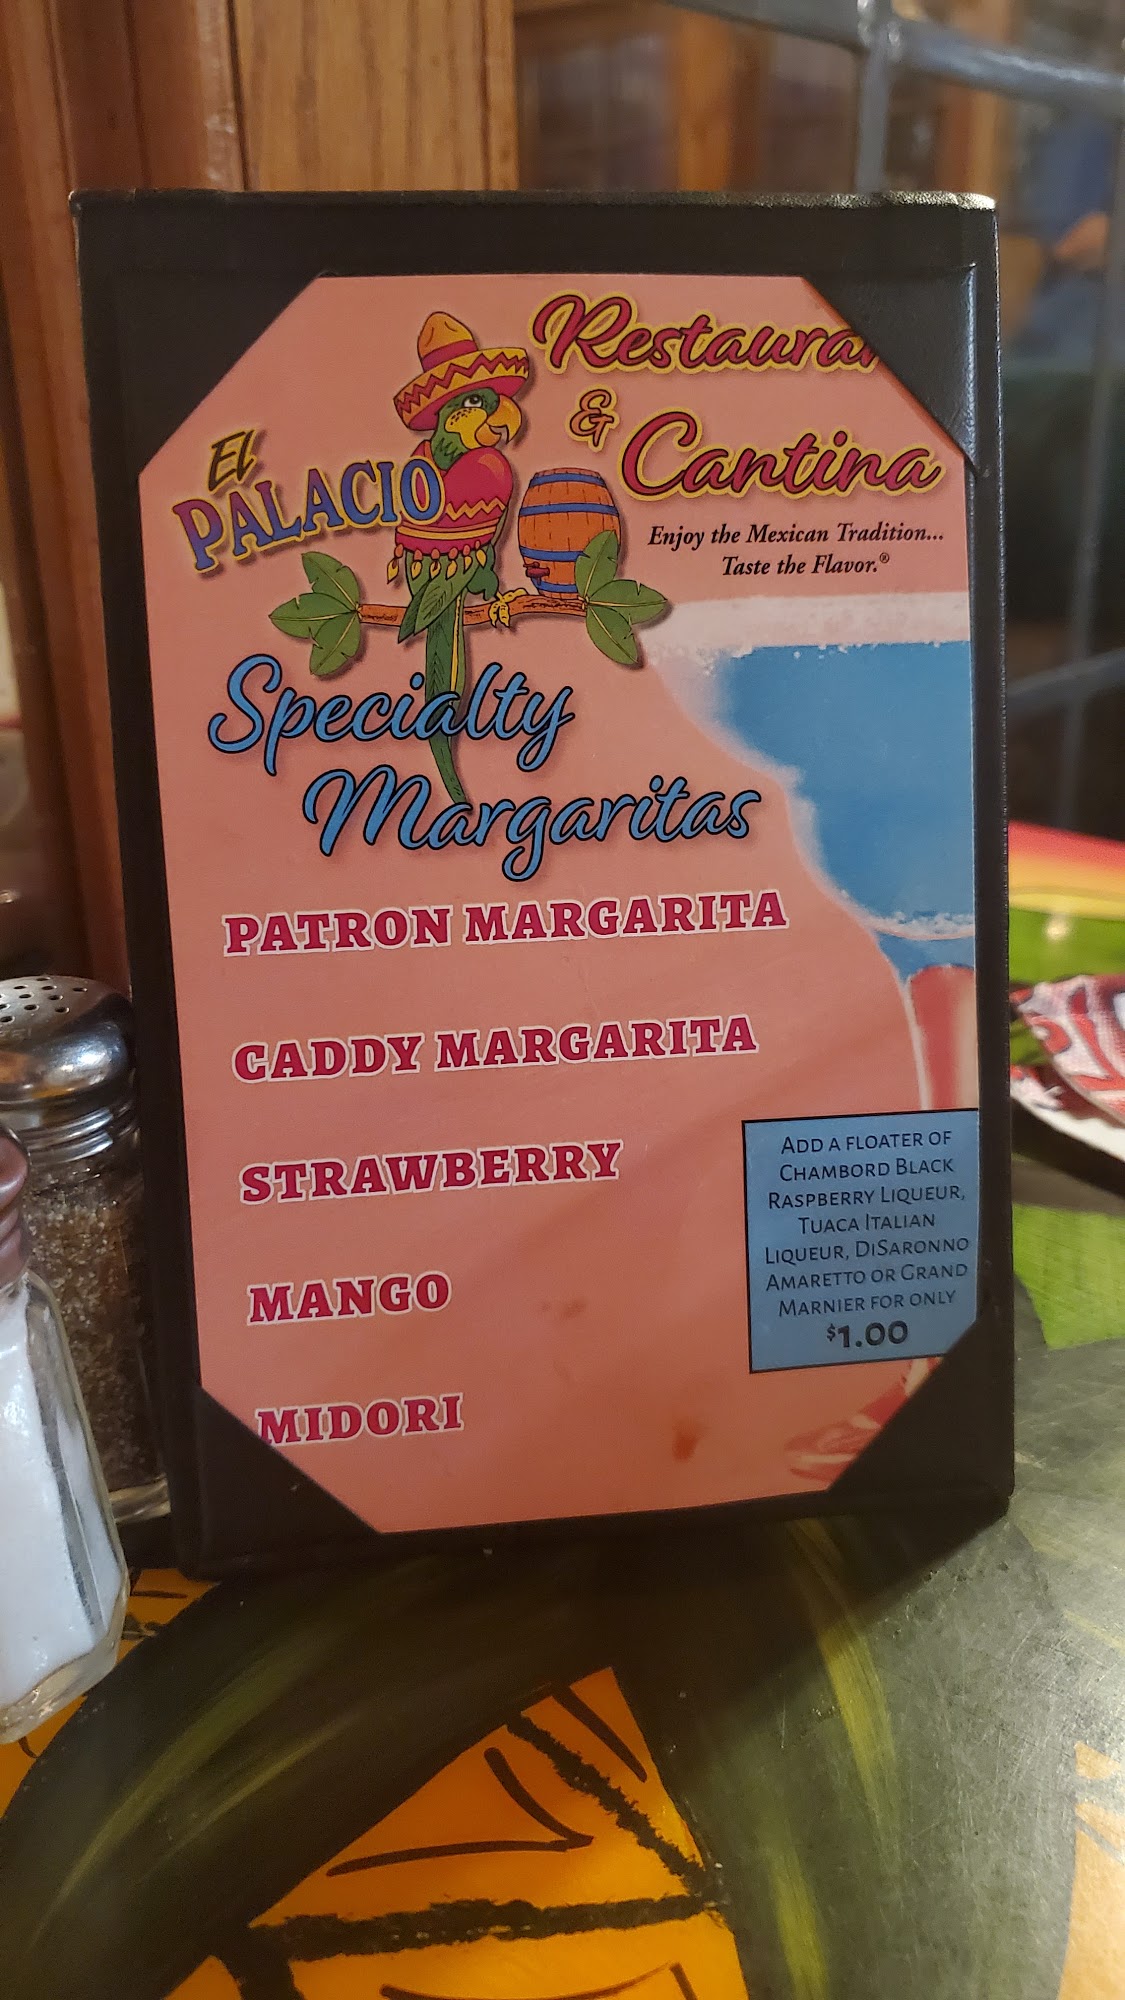 EL
PALACIO
Restauran
& Cantina
Enjoy the Mexican Tradition...
Taste the Flavor.®
Specialty
Margaritas
PATRON MARGARITA
CADDY MARGARITA
STRAWBERRY
MANGO
MIDORI
ADD A FLOATER OF
CHAMBORD BLACK
RASPBERRY LIQUEUR,
TUACA ITALIAN
LIQUEUR, DISARONNO
AMARETTO OR GRAND
MARNIER FOR ONLY
$1.00